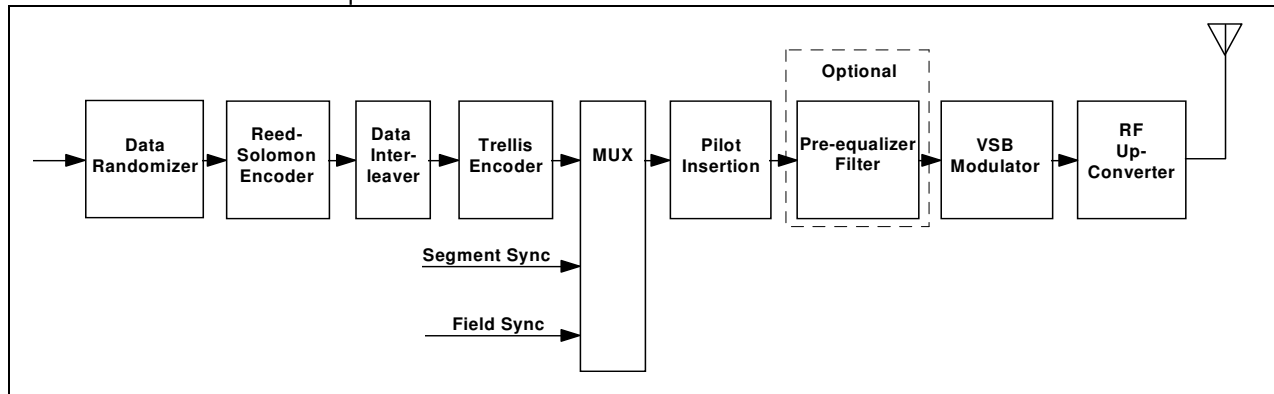 Optional
Data
Randomizer
Reed-
Solomon
Encoder
Data
Inter-
leaver
Trellis
Encoder
MUX
Pilot
Insertion
Pre-equalizer
Filter
VSB
Modulator
RF
Up-
Converter
Segment Sync
Field Sync